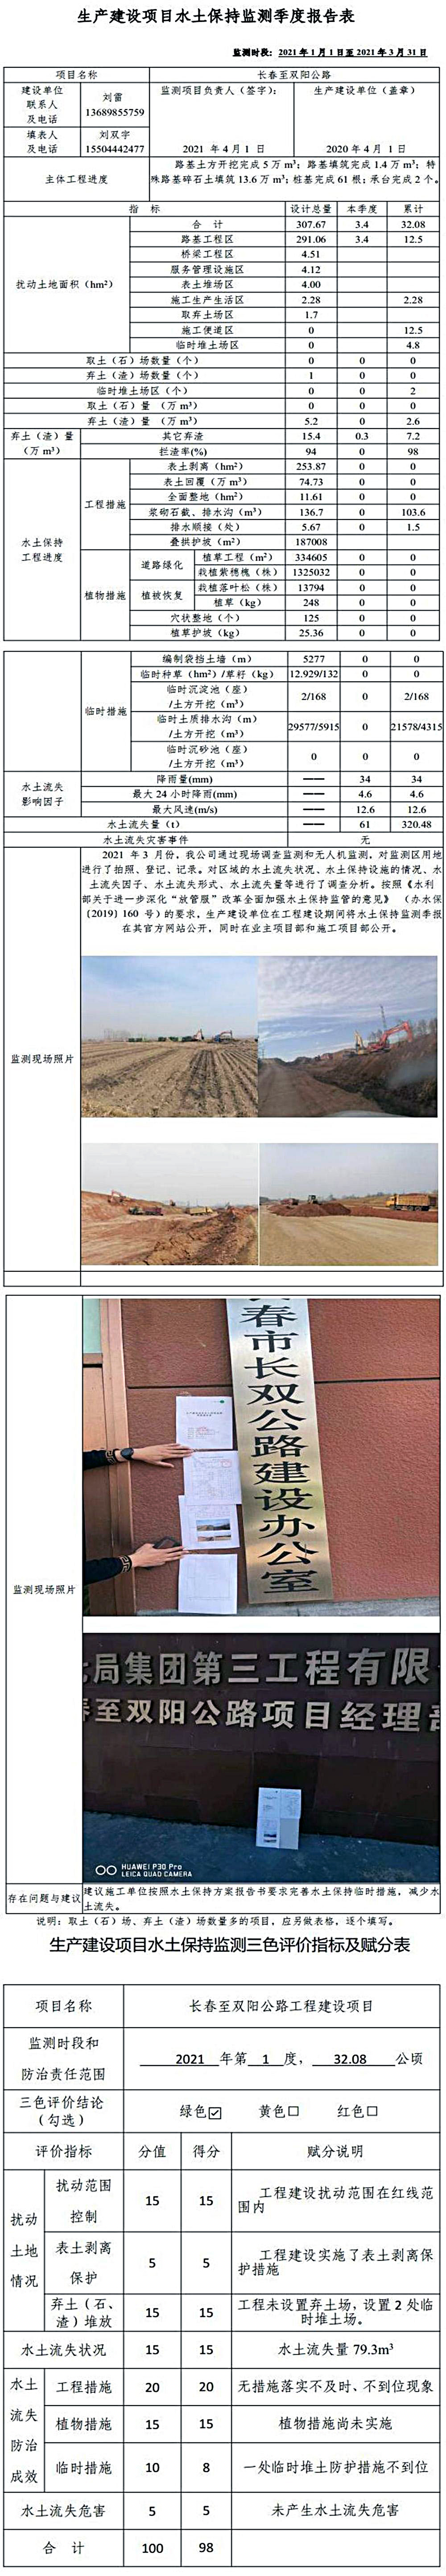 生产建设项目水土保持监测季度报告表
监测时段：2021 年 1 月 1 日至 2021 年 3 月 31 日
项目名称 长春至双阳公路
建设单位联系人及电话 刘雷 13689855759 监测项目负责人（签字）： 2021 年 4 月 1 日 生产建设单位（盖章） 2020 年 4 月 1 日
填表人及电话 刘双宇 15504442477
主体工程进度 路基土方开挖完成 5 万 m³；路基填筑完成 1.4 万 m³；特
殊路基碎石土填筑 13.6 万 m³；桩基完成 61 根；承台完成 2 个。
指 标 设计总量 本季度 累计
扰动土地面积（hm²） 合 计 307.67 3.4 32.08
路基工程区 291.06 3.4 12.5
桥梁工程区 4.51
服务管理设施区 4.12
表土堆场区 4.00
施工生产生活区 2.28 2.28
取弃土场区 1.7
施工便道区 0 12.5
临时堆土场区 0 4.8
取土（石）场数量（个） 0 0 0
弃土（渣）场数量（个） 1 0 0
临时堆土场区（个） 0 0 2
取土（石）量（万 m³） 0 0 0
弃土（渣）量（万 m³） 弃土（渣）量（万 m³） 5.2 0 2.6
其它弃渣 15.4 0.3 7.2
拦渣率(%) 94 0 98
水土保持工程进度 工程措施 表土剥离（hm²） 253.87 0 0
表土回覆（万 m³） 74.73 0 0
全面整地（hm²） 11.61 0 0
浆砌石截、排水沟（m³） 136.7 0 103.6
排水顺接（处） 5.67 0 1.5
叠拱护坡（m²） 187008
植物措施 道路绿化 植草工程（m²） 334605 0 0
栽植紫穗槐（株） 1325032 0 0
植被恢复 栽植落叶松（株） 13794 0 0
植草（kg） 248 0 0
穴状整地（个） 125 0 0
植草护坡（kg） 25.36 0 0
临时措施 编制袋挡土墙（m） 5277 0 0
临时种草（hm²）/草籽（kg） 12.929/132 0 0
临时沉淀池（座）/土方开挖（m³） 2/168 0 2/168
临时土质排水沟（m）/土方开挖（m³） 29577/5915 0 21578/4315
临时沉砂池（座）/土方开挖（m³） 0 0 0
水土流失影响因子 降雨量(mm) —— 34 34
最大 24 小时降雨(mm) —— 4.6 4.6
最大风速(m/s) —— 12.6 12.6
水土流失量（t） —— 61 320.48
水土流失灾害事件 无
监测现场照片
2021 年 3 月份，我公司通过现场调查监测和无人机监测，对监测区用地
进行了拍照、登记、记录。对区域的水土流失状况、水土保持设施的情况、水
土流失因子、水土流失形式、水土流失量等进行了调查分析。按照《水利
部关于进一步深化“放管服”改革全面加强水土保持监管的意见》（办水保
〔2019〕160 号）的要求，生产建设单位在工程建设期间将水土保持监测季报
在其官方网站公开，同时在业主项目部和施工项目部公开。
监测现场照片
春市长双公路建设办公室
局集团第三工程有限
春至双阳公路项目经理部
HUAWEI P30 Pro
LEICA QUAD CAMERA
存在问题与建议 建议施工单位按照水土保持方案报告书要求完善水土保持临时措施，减少水
土流失。
说明：取土（石）场、弃土（渣）场数量多的项目，应另做表格，逐个填写。
生产建设项目水土保持监测三色评价指标及赋分表
项目名称 长春至双阳公路工程建设项目
监测时段和防治责任范围 2021 年第 1 度， 32.08 公顷
三色评价结论（勾选） 绿色☑ 黄色□ 红色□
评价指标 分值 得分 赋分说明
扰动土地情况 扰动范围控制 15 15 工程建设扰动范围在红线范围内
表土剥离保护 5 5 工程建设实施了表土剥离保护措施
弃土（石、渣）堆放 15 15 工程未设置弃土场，设置 2 处临时堆土场。
水土流失状况 15 15 水土流失量 79.3m³
水土流失防治成效 工程措施 20 20 无措施落实不及时、不到位现象
植物措施 15 15 植物措施尚未实施
临时措施 10 8 一处临时堆土防护措施不到位
水土流失危害 5 5 未产生水土流失危害
合 计 100 98